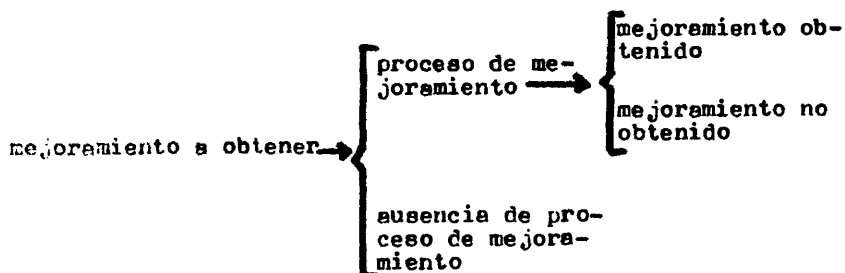 mejoramiento a obtener
proceso de me-
joramiento
mejoramiento ob-
tenido
mejoramiento no
obtenido
ausencia de pro-
ceso de mejora-
miento